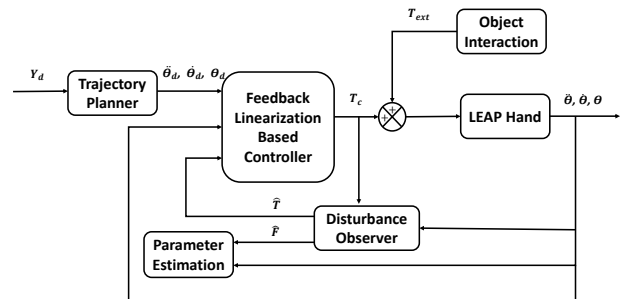 T_ext
Object
Interaction
Y_d
Trajectory
Planner
Θ̈_d, Θ̇_d, Θ_d
Feedback
Linearization
Based
Controller
T_c
+
+
LEAP Hand
Θ̈, Θ̇, Θ
T̂
F̂
Disturbance
Observer
Parameter
Estimation